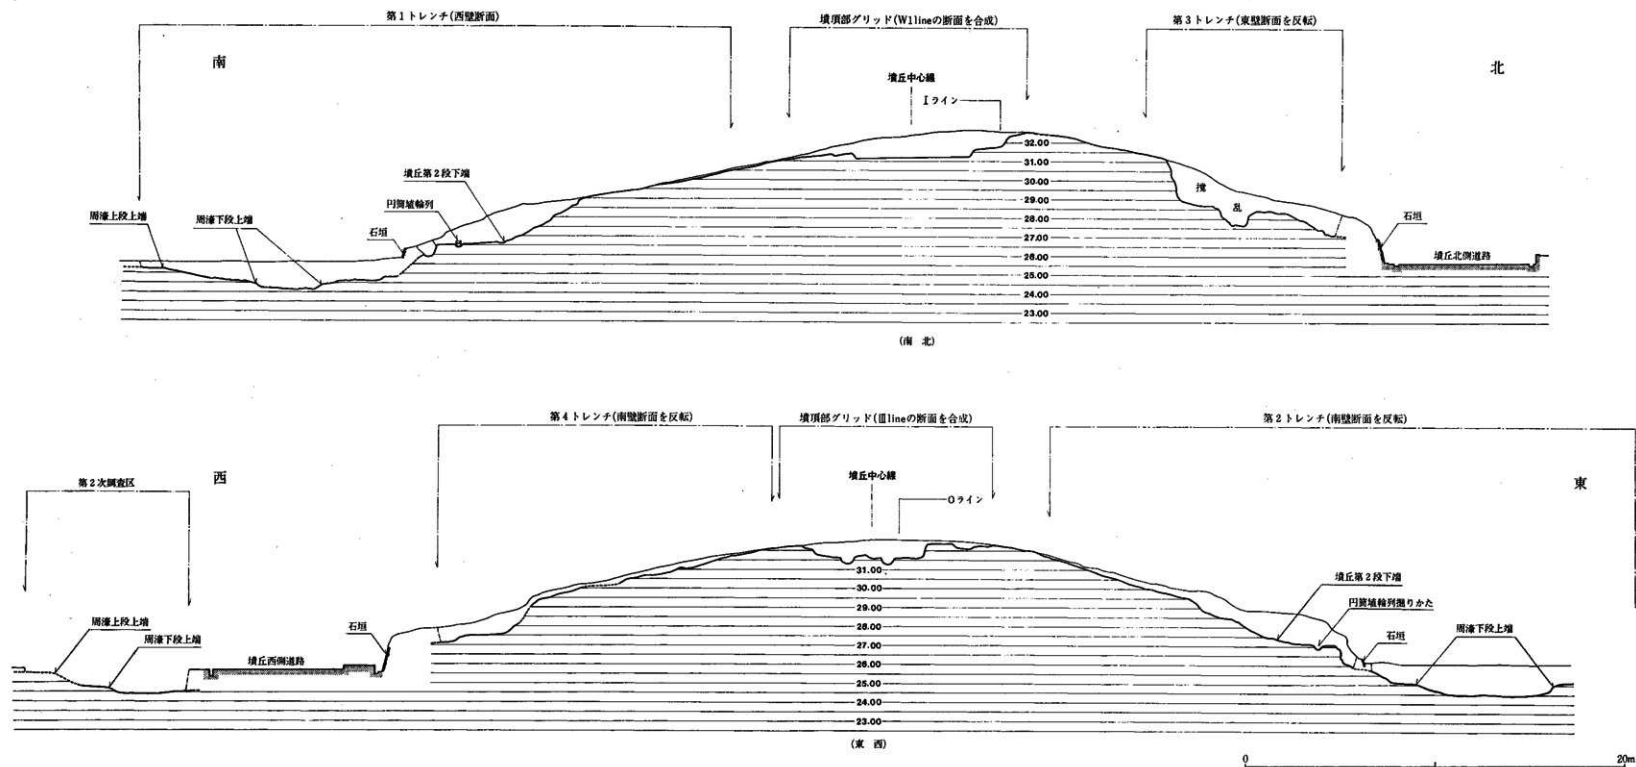 第1トレンチ(西壁断面)
墳頂部グリッド(W1lineの断面を合成)
第3トレンチ(東壁断面を反転)
南
北
墳丘中心線
Iライン
32.00
31.00
30.00
29.00
28.00
27.00
26.00
25.00
24.00
23.00
墳丘第2段下端
円筒埴輪列
周濠上段上端
周濠下段上端
石垣
攪
乱
石垣
墳丘北側道路
(南 北)
第4トレンチ(南壁断面を反転)
墳頂部グリッド(Ⅲlineの断面を合成)
第2トレンチ(南壁断面を反転)
西
東
第2次調査区
墳丘中心線
Oライン
31.00
30.00
29.00
28.00
27.00
26.00
25.00
24.00
23.00
周濠上段上端
周濠下段上端
石垣
墳丘西側道路
墳丘第2段下端
円筒埴輪列掘りかた
石垣
周濠下段上端
(東 西)
0
20m